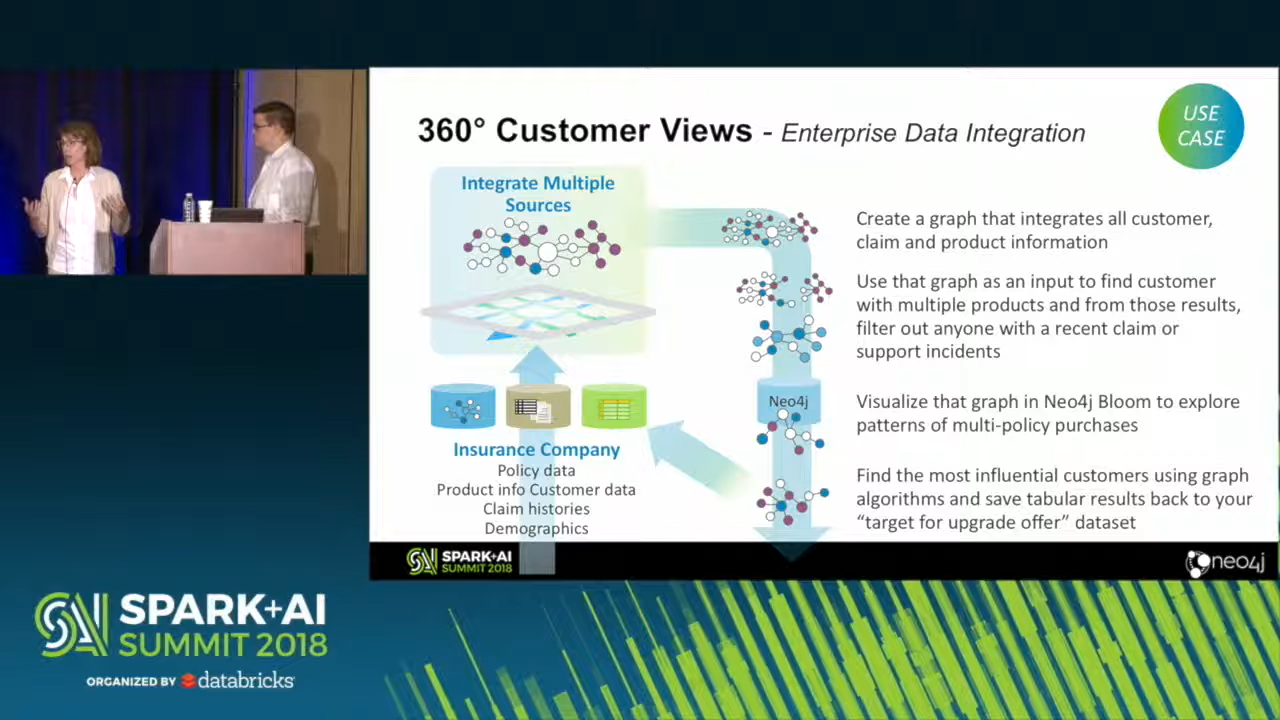 360° Customer Views - Enterprise Data Integration
USE
CASE
Integrate Multiple
Sources
Insurance Company
Policy data
Product info Customer data
Claim histories
Demographics
Neo4j
Create a graph that integrates all customer,
claim and product information
Use that graph as an input to find customer
with multiple products and from those results,
filter out anyone with a recent claim or
support incidents
Visualize that graph in Neo4j Bloom to explore
patterns of multi-policy purchases
Find the most influential customers using graph
algorithms and save tabular results back to your
“target for upgrade offer” dataset
SPARK+AI
SUMMIT 2018
neo4j
SPARK+AI
SUMMIT 2018
ORGANIZED BY databricks